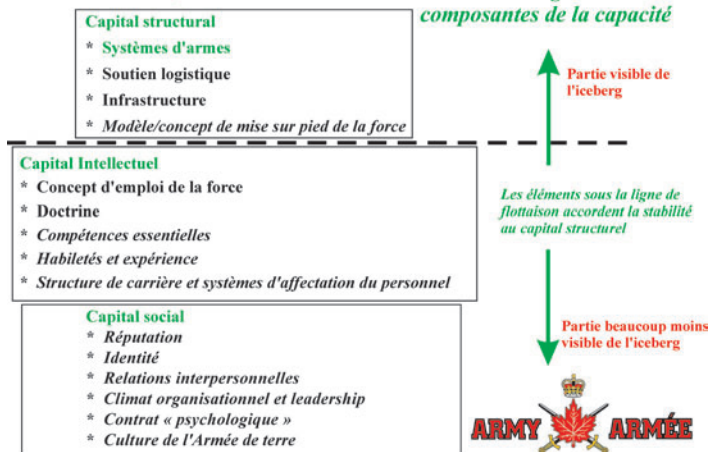 composantes de la capacité
Capital structural
* Systèmes d'armes
* Soutien logistique
* Infrastructure
* Modèle/concept de mise sur pied de la force
Partie visible de
l'iceberg
Capital Intellectuel
* Concept d'emploi de la force
* Doctrine
* Compétences essentielles
* Habiletés et expérience
* Structure de carrière et systèmes d'affectation du personnel
Les éléments sous la ligne de
flottaison accordent la stabilité
au capital structurel
Capital social
* Réputation
* Identité
* Relations interpersonnelles
* Climat organisationnel et leadership
* Contrat « psychologique »
* Culture de l'Armée de terre
Partie beaucoup moins
visible de l'iceberg
ARMY ARMÉE